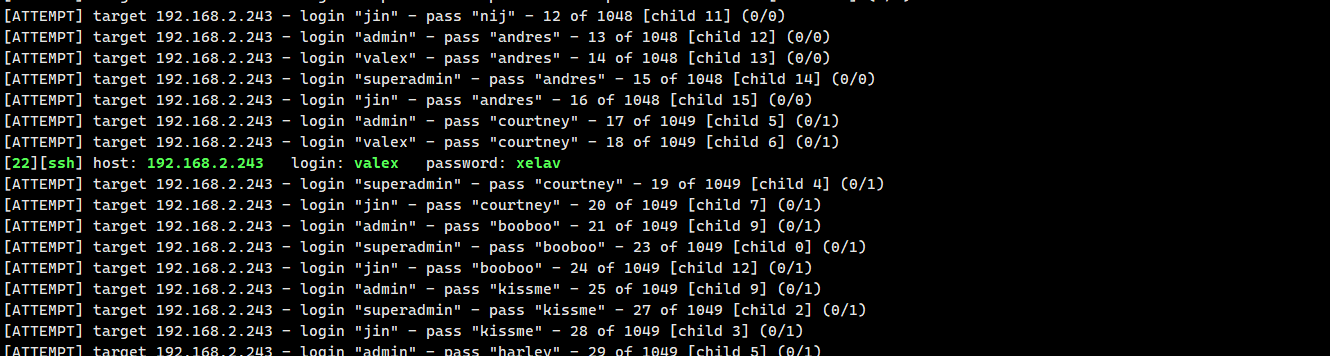 [ATTEMPT] target 192.168.2.243 - login "jin" - pass "nij" - 12 of 1048 [child 11] (0/0)
[ATTEMPT] target 192.168.2.243 - login "admin" - pass "andres" - 13 of 1048 [child 12] (0/0)
[ATTEMPT] target 192.168.2.243 - login "valex" - pass "andres" - 14 of 1048 [child 13] (0/0)
[ATTEMPT] target 192.168.2.243 - login "superadmin" - pass "andres" - 15 of 1048 [child 14] (0/0)
[ATTEMPT] target 192.168.2.243 - login "jin" - pass "andres" - 16 of 1048 [child 15] (0/0)
[ATTEMPT] target 192.168.2.243 - login "admin" - pass "courtney" - 17 of 1049 [child 5] (0/1)
[ATTEMPT] target 192.168.2.243 - login "valex" - pass "courtney" - 18 of 1049 [child 6] (0/1)
[22][ssh] host: 192.168.2.243   login: valex   password: xelav
[ATTEMPT] target 192.168.2.243 - login "superadmin" - pass "courtney" - 19 of 1049 [child 4] (0/1)
[ATTEMPT] target 192.168.2.243 - login "jin" - pass "courtney" - 20 of 1049 [child 7] (0/1)
[ATTEMPT] target 192.168.2.243 - login "admin" - pass "booboo" - 21 of 1049 [child 9] (0/1)
[ATTEMPT] target 192.168.2.243 - login "superadmin" - pass "booboo" - 23 of 1049 [child 0] (0/1)
[ATTEMPT] target 192.168.2.243 - login "jin" - pass "booboo" - 24 of 1049 [child 12] (0/1)
[ATTEMPT] target 192.168.2.243 - login "admin" - pass "kissme" - 25 of 1049 [child 9] (0/1)
[ATTEMPT] target 192.168.2.243 - login "superadmin" - pass "kissme" - 27 of 1049 [child 2] (0/1)
[ATTEMPT] target 192.168.2.243 - login "jin" - pass "kissme" - 28 of 1049 [child 3] (0/1)
[ATTEMPT] target 192.168.2.243 - login "admin" - pass "harley" - 29 of 1049 [child 5] (0/1)